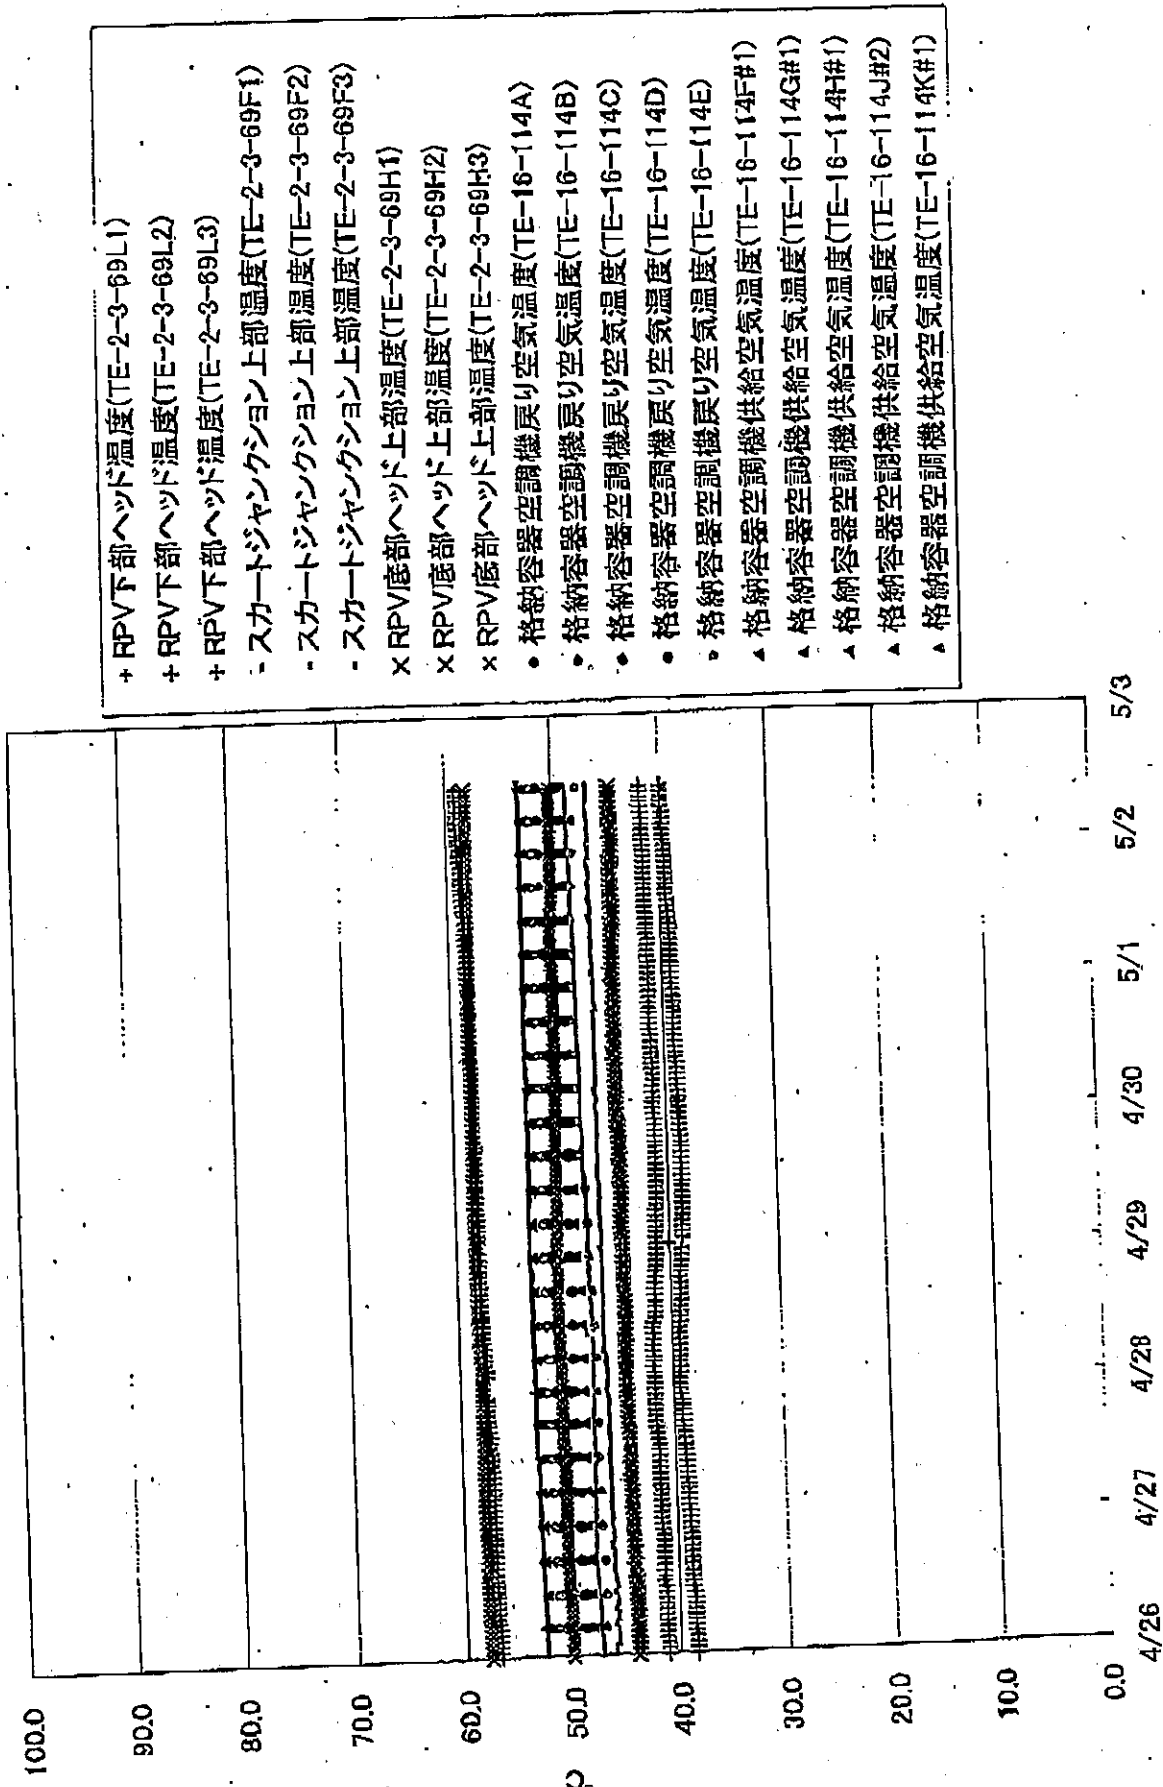 + RPV下部ヘッド温度(TE-2-3-69L1)
+ RPV下部ヘッド温度(TE-2-3-69L2)
+ RPV下部ヘッド温度(TE-2-3-69L3)
- スカートジャンクション上部温度(TE-2-3-69F1)
- スカートジャンクション上部温度(TE-2-3-69F2)
- スカートジャンクション上部温度(TE-2-3-69F3)
× RPV底部ヘッド上部温度(TE-2-3-69H1)
× RPV底部ヘッド上部温度(TE-2-3-69H2)
× RPV底部ヘッド上部温度(TE-2-3-69H3)
● 格納容器空調機戻り空気温度(TE-16-114A)
● 格納容器空調機戻り空気温度(TE-16-114B)
● 格納容器空調機戻り空気温度(TE-16-114C)
● 格納容器空調機戻り空気温度(TE-16-114D)
● 格納容器空調機戻り空気温度(TE-16-114E)
▲ 格納容器空調機供給空気温度(TE-16-114F#1)
▲ 格納容器空調機供給空気温度(TE-16-114G#1)
▲ 格納容器空調機供給空気温度(TE-16-114H#1)
▲ 格納容器空調機供給空気温度(TE-16-114J#2)
▲ 格納容器空調機供給空気温度(TE-16-114K#1)
100.0
90.0
80.0
70.0
60.0
50.0
40.0
30.0
20.0
10.0
0.0
4/26
4/27
4/28
4/29
4/30
5/1
5/2
5/3